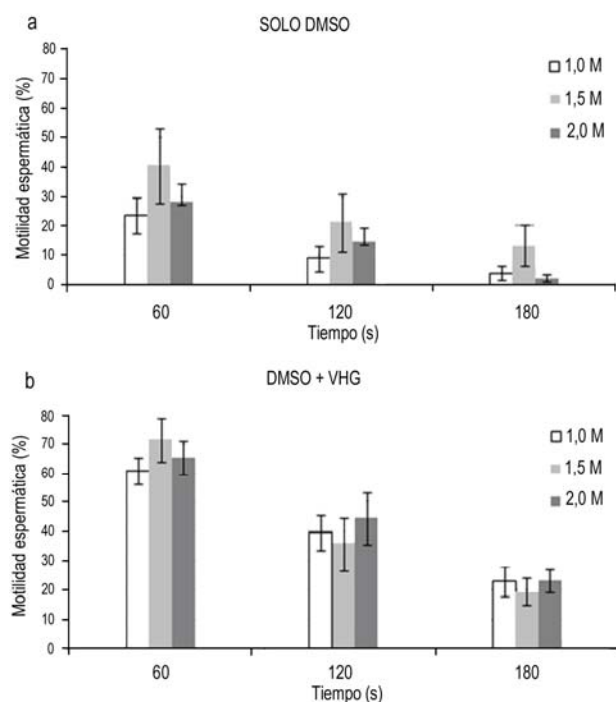 a
SOLO DMSO
Motilidad espermática (%)
80
70
60
50
40
30
20
10
0
1,0 M
1,5 M
2,0 M
60
120
180
Tiempo (s)
b
DMSO + VHG
Motilidad espermática (%)
80
70
60
50
40
30
20
10
0
1,0 M
1,5 M
2,0 M
60
120
180
Tiempo (s)